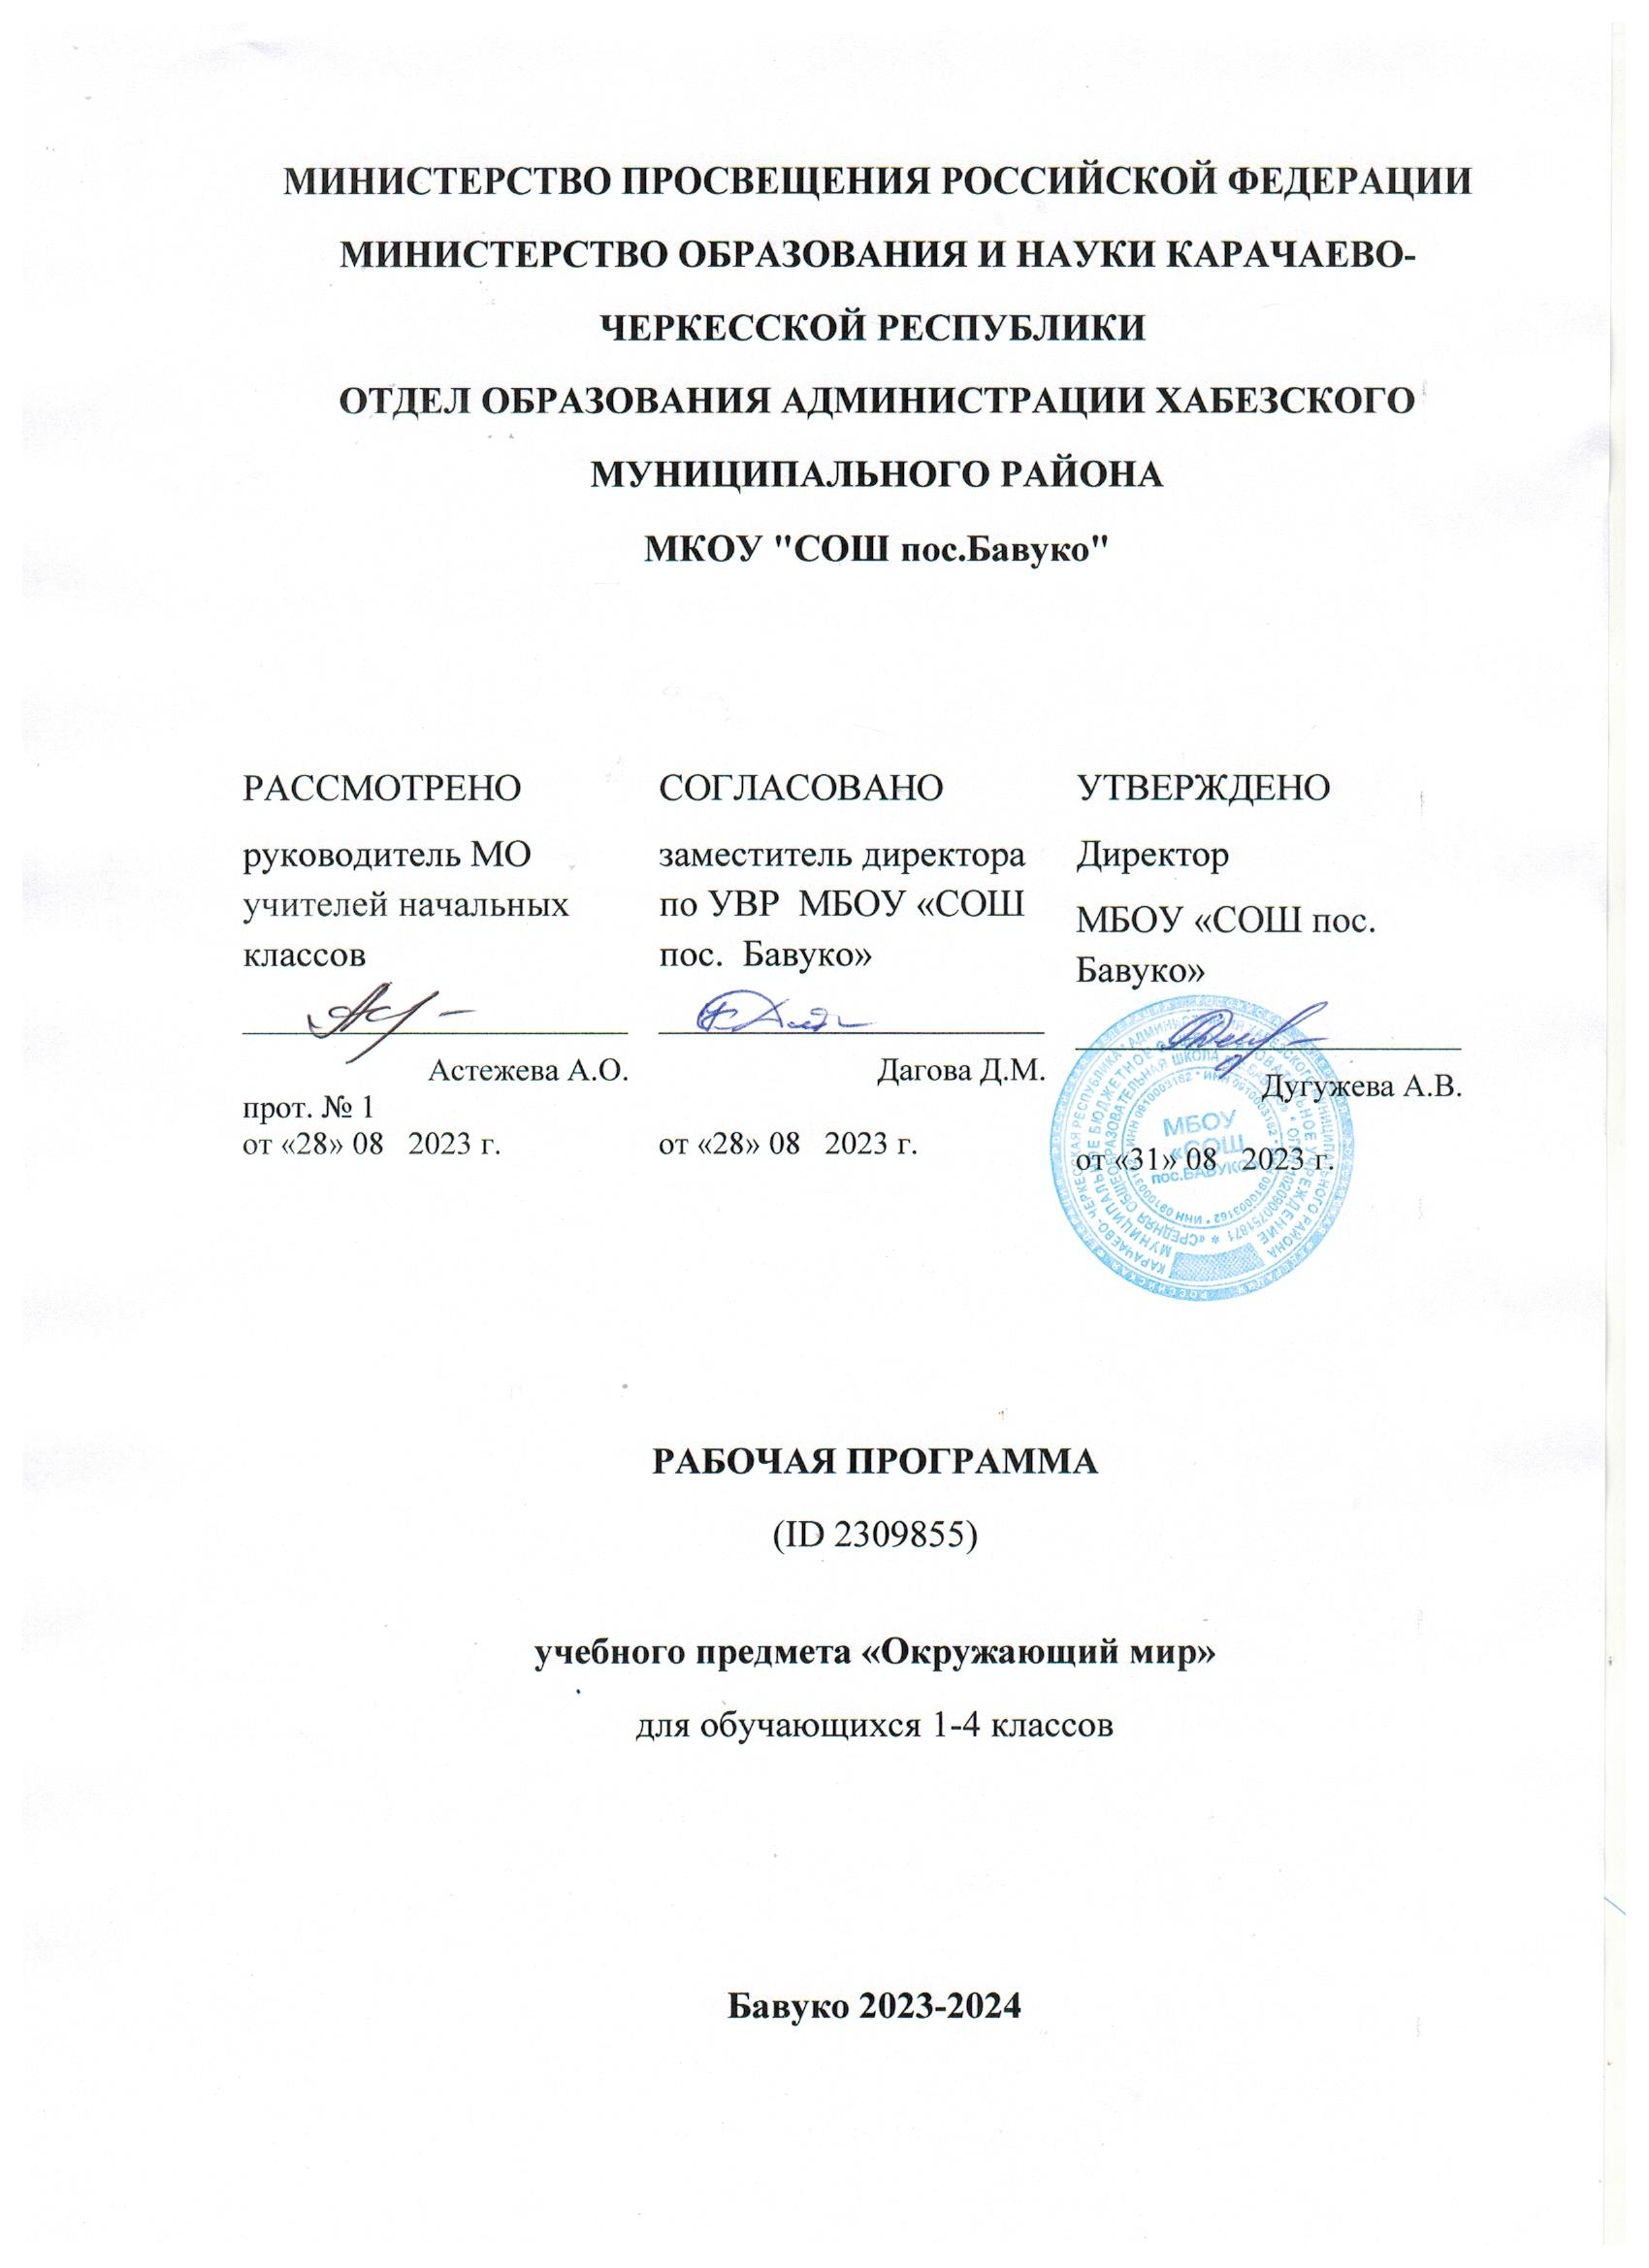 МИНИСТЕРСТВО ПРОСВЕЩЕНИЯ РОССИЙСКОЙ ФЕДЕРАЦИИ
МИНИСТЕРСТВО ОБРАЗОВАНИЯ И НАУКИ КАРАЧАЕВО-
ЧЕРКЕССКОЙ РЕСПУБЛИКИ
ОТДЕЛ ОБРАЗОВАНИЯ АДМИНИСТРАЦИИ ХАБЕЗСКОГО
МУНИЦИПАЛЬНОГО РАЙОНА
МКОУ "СОШ пос.Бавуко"
РАССМОТРЕНО
руководитель МО
учителей начальных
классов
Астежева А.О.
прот. № 1
от «28» 08 2023 г.
СОГЛАСОВАНО
заместитель директора
по УВР МБОУ «СОШ
пос. Бавуко»
Дагова Д.М.
от «28» 08 2023 г.
УТВЕРЖДЕНО
Директор
МБОУ «СОШ пос.
Бавуко»
Дугужева А.В.
от «31» 08 2023 г.
МБОУ
«СОШ
пос.БАВУКО»
РАБОЧАЯ ПРОГРАММА
(ID 2309855)
учебного предмета «Окружающий мир»
для обучающихся 1-4 классов
Бавуко 2023-2024